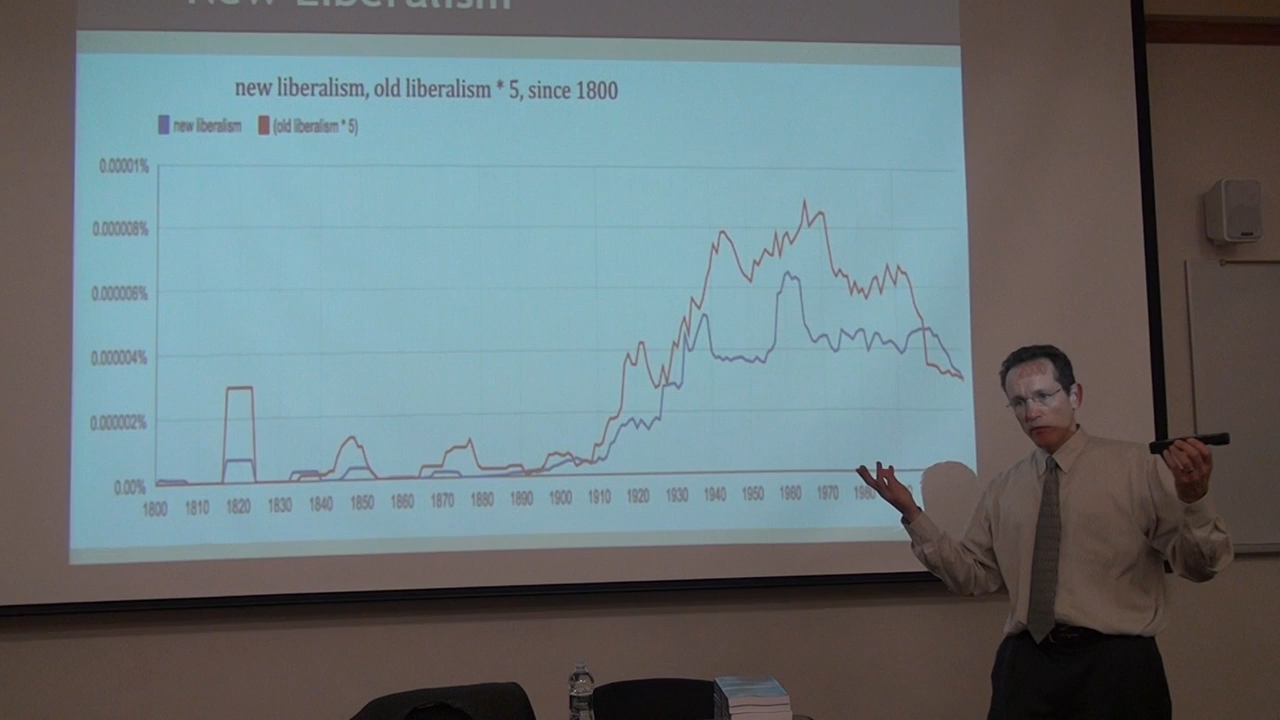 New Liberalism
new liberalism, old liberalism * 5, since 1800
new liberalism (old liberalism * 5)
0.00001%
0.000008%
0.000006%
0.000004%
0.000002%
0.00%
1800 1810 1820 1830 1840 1850 1860 1870 1880 1890 1900 1910 1920 1930 1940 1950 1960 1970